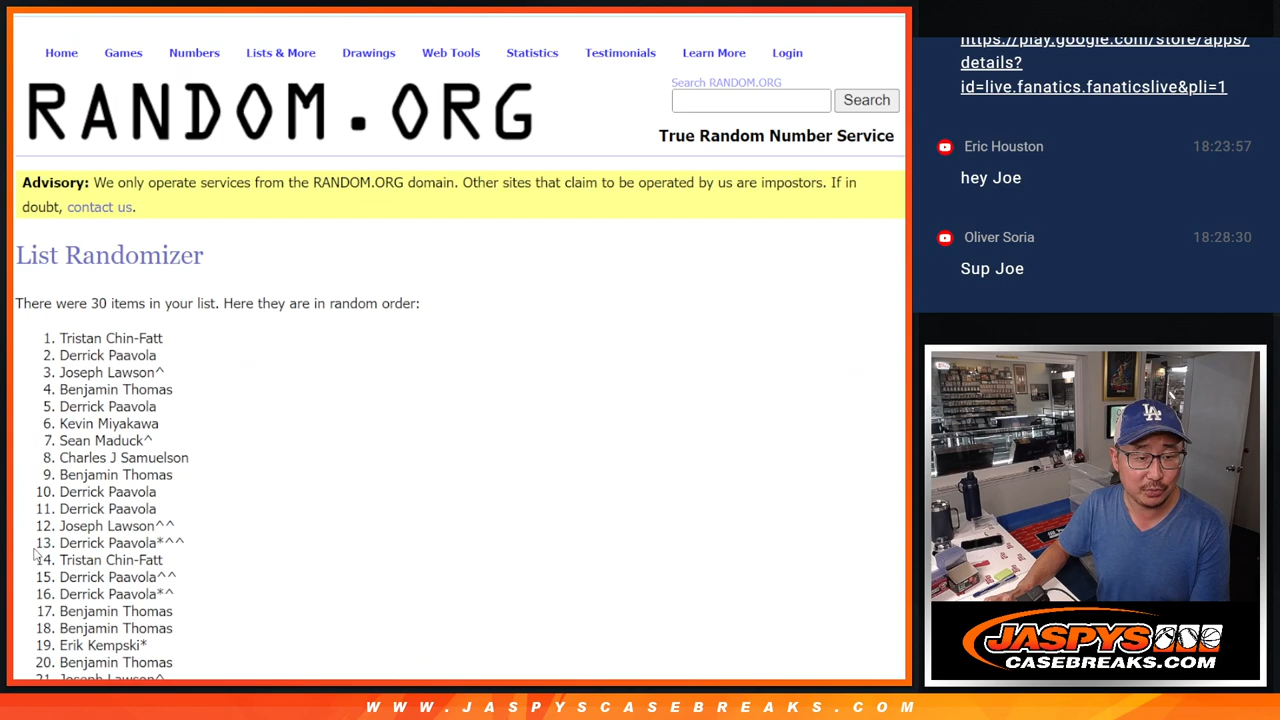 Home Games Numbers Lists & More Drawings Web Tools Statistics Testimonials Learn More Login
RANDOM.ORG
Search RANDOM.ORG
Search
True Random Number Service
Advisory: We only operate services from the RANDOM.ORG domain. Other sites that claim to be operated by us are impostors. If in
doubt, contact us.
List Randomizer
There were 30 items in your list. Here they are in random order:
1. Tristan Chin-Fatt
2. Derrick Paavola
3. Joseph Lawson^
4. Benjamin Thomas
5. Derrick Paavola
6. Kevin Miyakawa
7. Sean Maduck^
8. Charles J Samuelson
9. Benjamin Thomas
10. Derrick Paavola
11. Derrick Paavola
12. Joseph Lawson^^
13. Derrick Paavola*^^
14. Tristan Chin-Fatt
15. Derrick Paavola^^
16. Derrick Paavola*^
17. Benjamin Thomas
18. Benjamin Thomas
19. Erik Kempski*
20. Benjamin Thomas
21. Joseph Lawson^
https://play.google.com/store/apps/
details?
id=live.fanatics.fanaticslive&pli=1
Eric Houston 18:23:57
hey Joe
Oliver Soria 18:28:30
Sup Joe
LA
JASPYS
CASEBREAKS.COM
WWW.JASPYSCASEBREAKS.COM